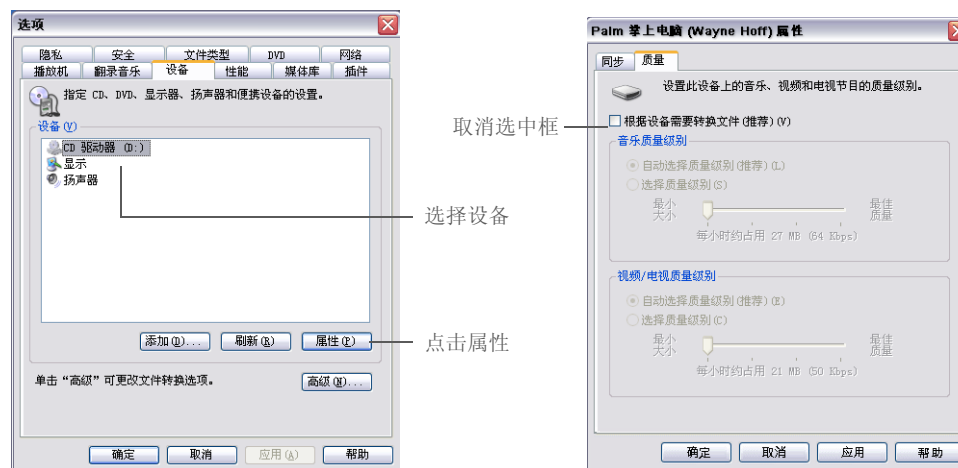 选项
隐私 安全 文件类型 DVD 网络
播放机 翻录音乐 设备 性能 媒体库 插件
指定 CD、DVD、显示器、扬声器和便携设备的设置。
设备(V)
CD 驱动器 (D:)
显示
扬声器
添加(D)... 刷新(R) 属性(P)
单击“高级”可更改文件转换选项。
高级(N)...
确定 取消 应用(A) 帮助
取消选中框
选择设备
点击属性
Palm 掌上电脑 (Wayne Hoff) 属性
同步 质量
设置此设备上的音乐、视频和电视节目的质量级别。
根据设备需要转换文件(推荐)(V)
音乐质量级别
自动选择质量级别(推荐)(L)
选择质量级别(S)
最小大小 最佳质量
每小时约占用 27 MB (64 Kbps)
视频/电视质量级别
自动选择质量级别(推荐)(E)
选择质量级别(C)
最小大小 最佳质量
每小时约占用 21 MB (50 Kbps)
确定 取消 应用 帮助